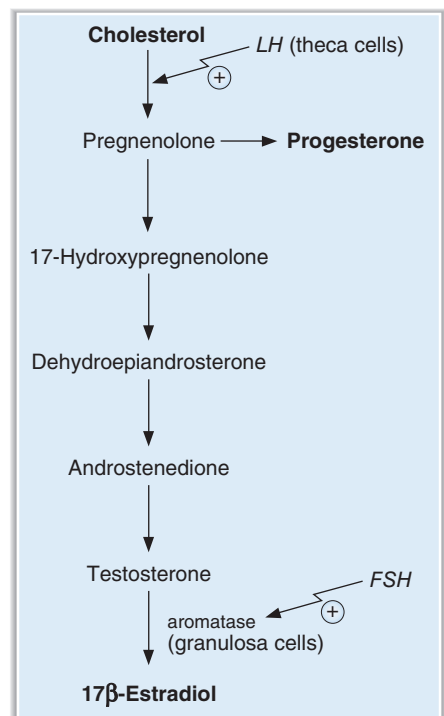 Cholesterol
LH (theca cells)
+
Pregnenolone
Progesterone
17-Hydroxypregnenolone
Dehydroepiandrosterone
Androstenedione
Testosterone
FSH
+
aromatase
(granulosa cells)
17β-Estradiol